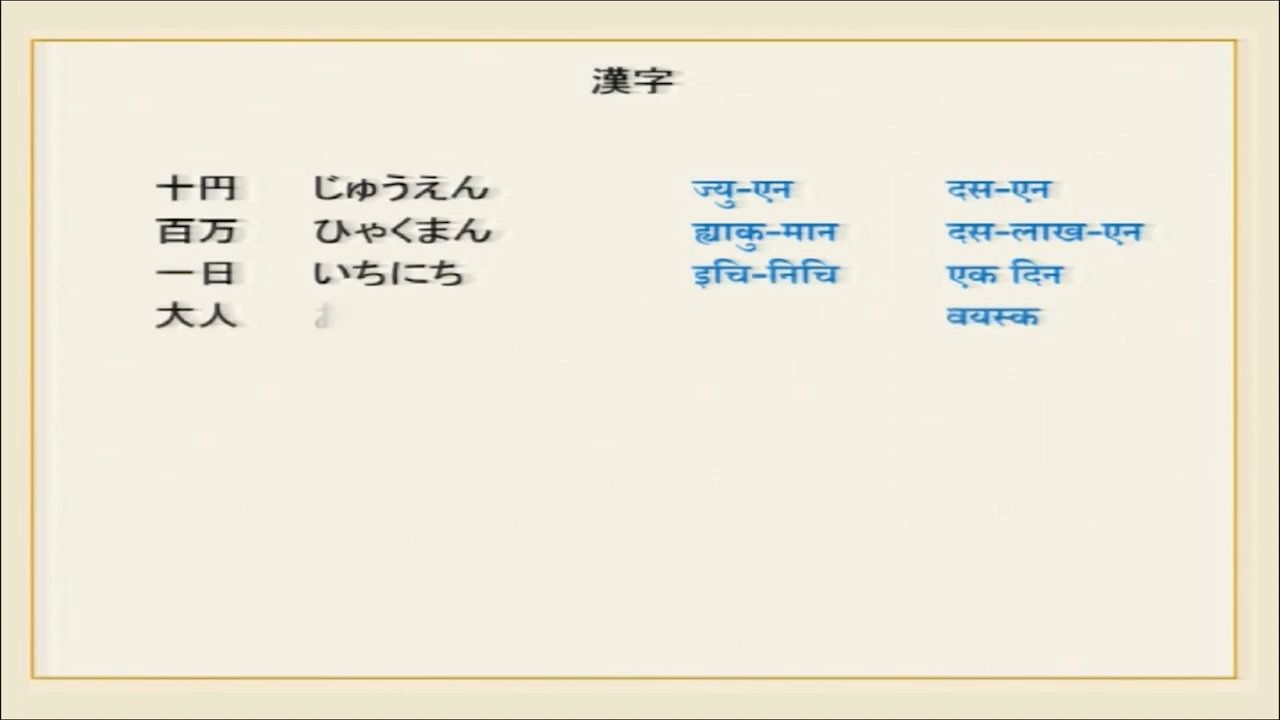 漢字
十円 じゅうえん ज्यु-एन दस-एन
百万 ひゃくまん ह्याकु-मान दस-लाख-एन
一日 いちにち इचि-निचि एक दिन
大人 वयस्क